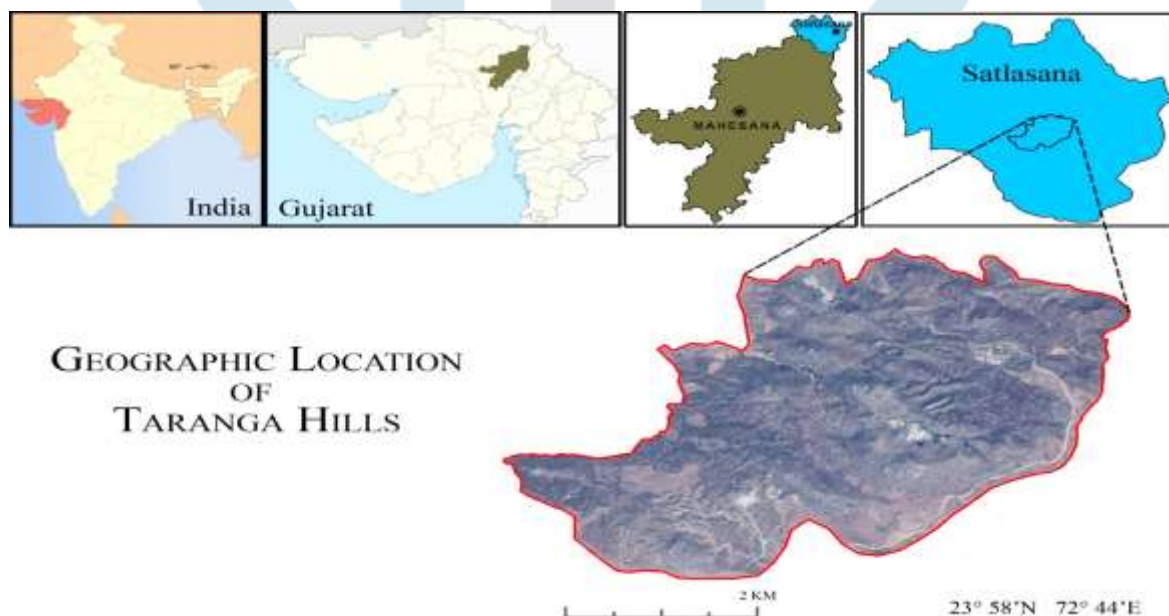 India
Gujarat
MAHESANA
Satlasana
GEOGRAPHIC LOCATION
OF
TARANGA HILLS
2 KM
23° 58'N 72° 44'E